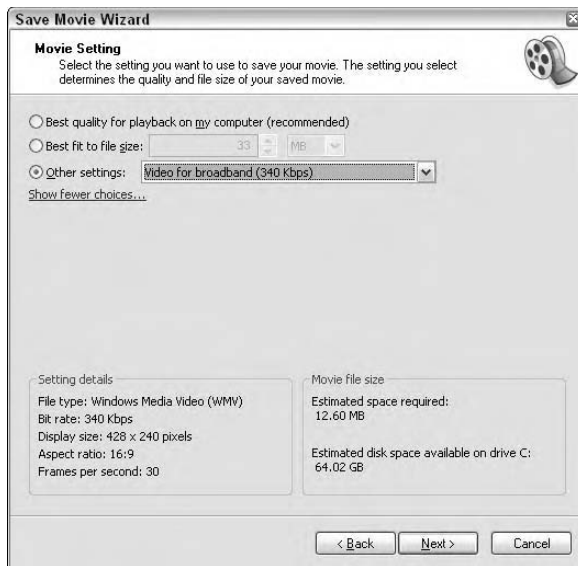 Save Movie Wizard
Movie Setting
Select the setting you want to use to save your movie. The setting you select
determines the quality and file size of your saved movie.
Best quality for playback on my computer (recommended)
Best fit to file size: 33 MB
Other settings: Video for broadband (340 Kbps)
Show fewer choices...
Setting details
File type: Windows Media Video (WMV)
Bit rate: 340 Kbps
Display size: 428 x 240 pixels
Aspect ratio: 16:9
Frames per second: 30
Movie file size
Estimated space required:
12.60 MB
Estimated disk space available on drive C:
64.02 GB
< Back Next > Cancel